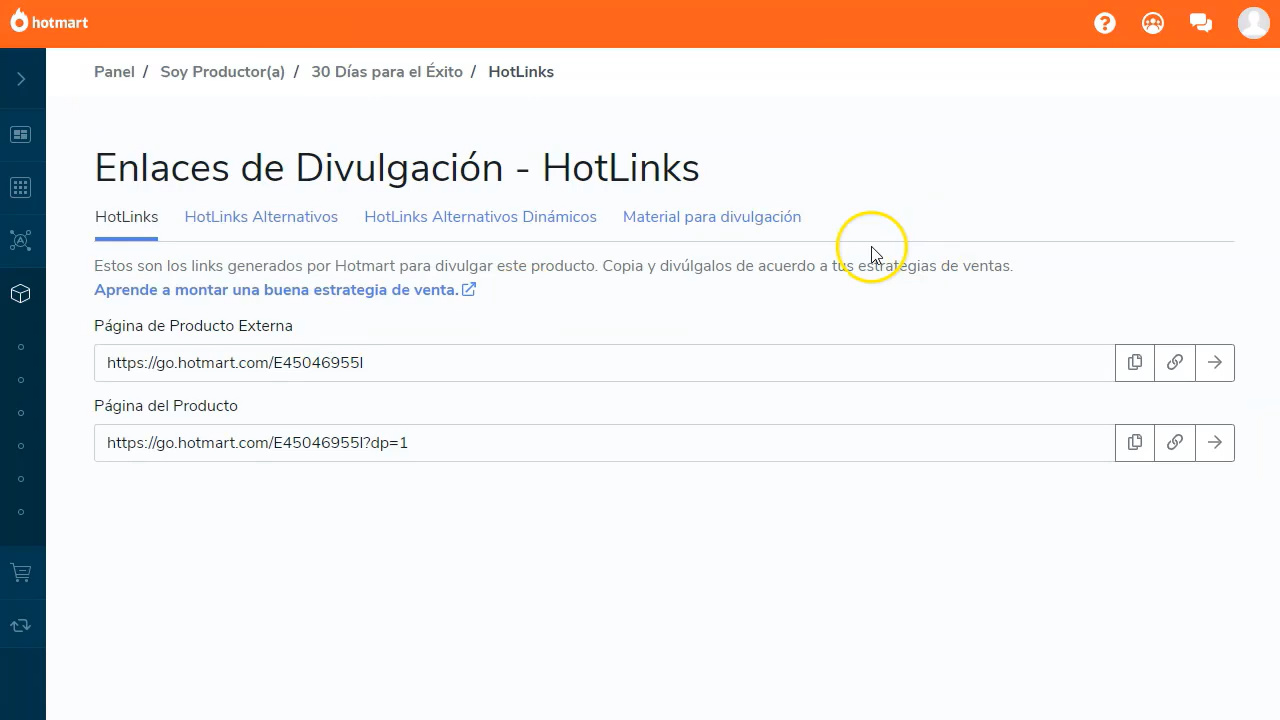 hotmart
Panel / Soy Productor(a) / 30 Días para el Éxito / HotLinks
Enlaces de Divulgación - HotLinks
HotLinks HotLinks Alternativos HotLinks Alternativos Dinámicos Material para divulgación
Estos son los links generados por Hotmart para divulgar este producto. Copia y divúlgalos de acuerdo a tus estrategias de ventas.
Aprende a montar una buena estrategia de venta.
Página de Producto Externa
https://go.hotmart.com/E45046955I
Página del Producto
https://go.hotmart.com/E45046955I?dp=1